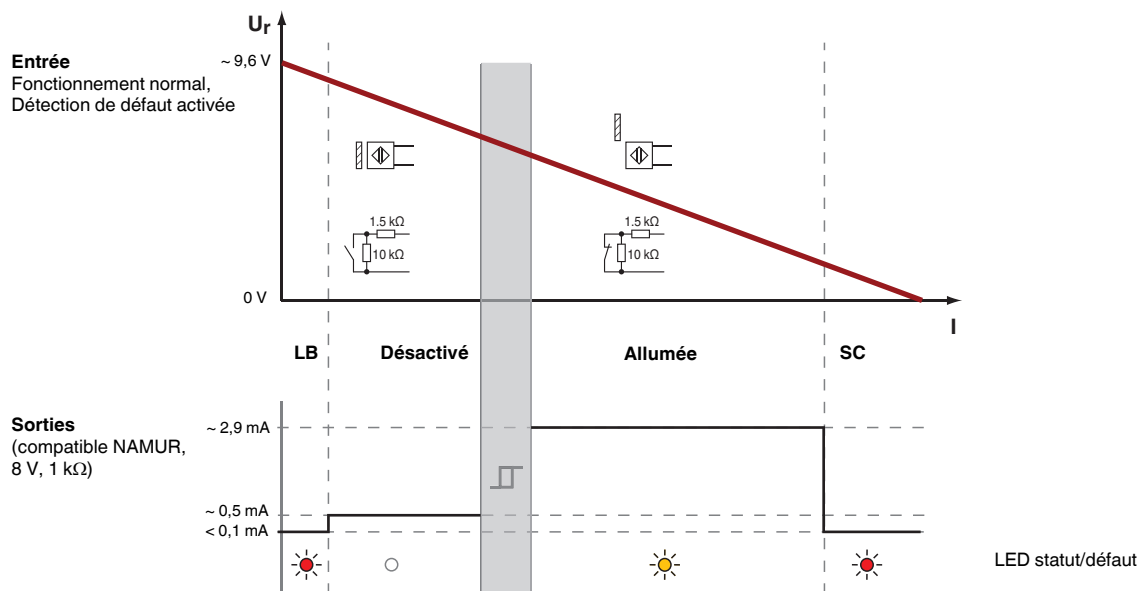 Ur
Entrée
Fonctionnement normal,
Détection de défaut activée
~ 9,6 V
1.5 kΩ
10 kΩ
1.5 kΩ
10 kΩ
0 V
I
LB
Désactivé
Allumée
SC
Sorties
(compatible NAMUR,
8 V, 1 kΩ)
~ 2,9 mA
~ 0,5 mA
< 0,1 mA
LED statut/défaut